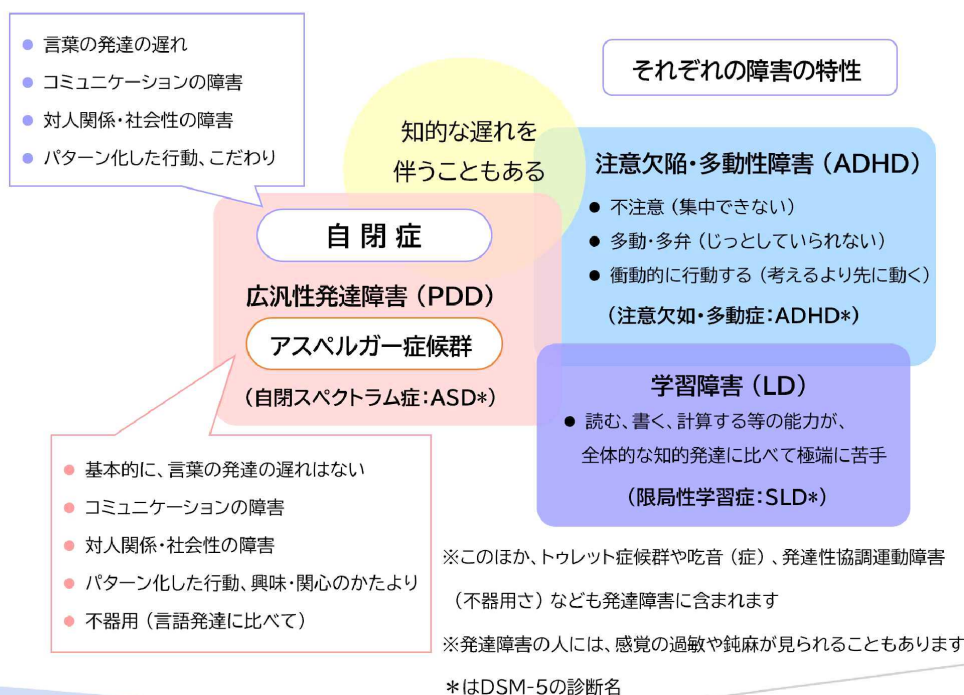 それぞれの障害の特性
● 言葉の発達の遅れ
● コミュニケーションの障害
● 対人関係・社会性の障害
● パターン化した行動、こだわり
知的な遅れを
伴うこともある
自閉症
広汎性発達障害（PDD）
アスペルガー症候群
（自閉スペクトラム症：ASD*）
● 基本的に、言葉の発達の遅れはない
● コミュニケーションの障害
● 対人関係・社会性の障害
● パターン化した行動、興味・関心のかたより
● 不器用（言語発達に比べて）
注意欠陥・多動性障害（ADHD）
● 不注意（集中できない）
● 多動・多弁（じっとしていられない）
● 衝動的に行動する（考えるより先に動く）
（注意欠如・多動症：ADHD*）
学習障害（LD）
● 読む、書く、計算する等の能力が、
全体的な知的発達に比べて極端に苦手
（限局性学習症：SLD*）
※このほか、トゥレット症候群や吃音（症）、発達性協調運動障害
（不器用さ）なども発達障害に含まれます
※発達障害の人には、感覚の過敏や鈍麻が見られることもあります
*はDSM-5の診断名